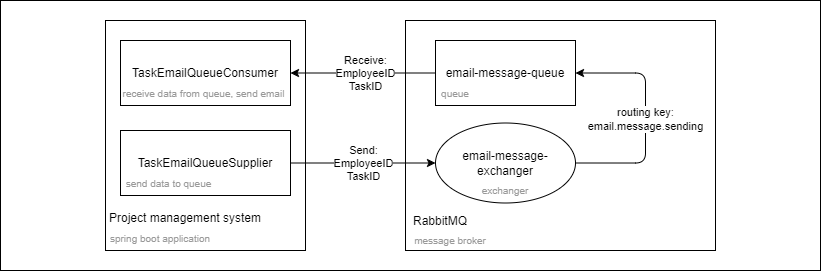 TaskEmailQueueConsumer
receive data from queue, send email
Receive:
EmployeeID
TaskID
email-message-queue
queue
routing key:
email.message.sending
TaskEmailQueueSupplier
send data to queue
Send:
EmployeeID
TaskID
email-message-
exchanger
exchanger
Project management system
spring boot application
RabbitMQ
message broker